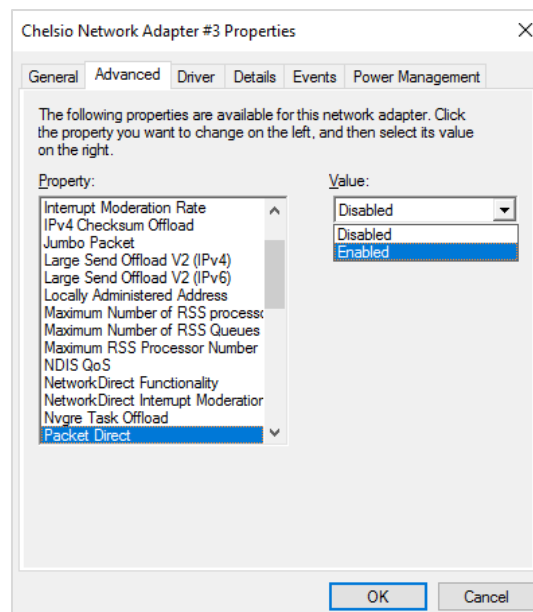 Chelsio Network Adapter #3 Properties
General Advanced Driver Details Events Power Management
The following properties are available for this network adapter. Click
the property you want to change on the left, and then select its value
on the right.
Property:
Interrupt Moderation Rate
IPv4 Checksum Offload
Jumbo Packet
Large Send Offload V2 (IPv4)
Large Send Offload V2 (IPv6)
Locally Administered Address
Maximum Number of RSS processo
Maximum Number of RSS Queues
Maximum RSS Processor Number
NDIS QoS
NetworkDirect Functionality
NetworkDirect Interrupt Moderation
Nvgre Task Offload
Packet Direct
Value:
Disabled
Disabled
Enabled
OK Cancel